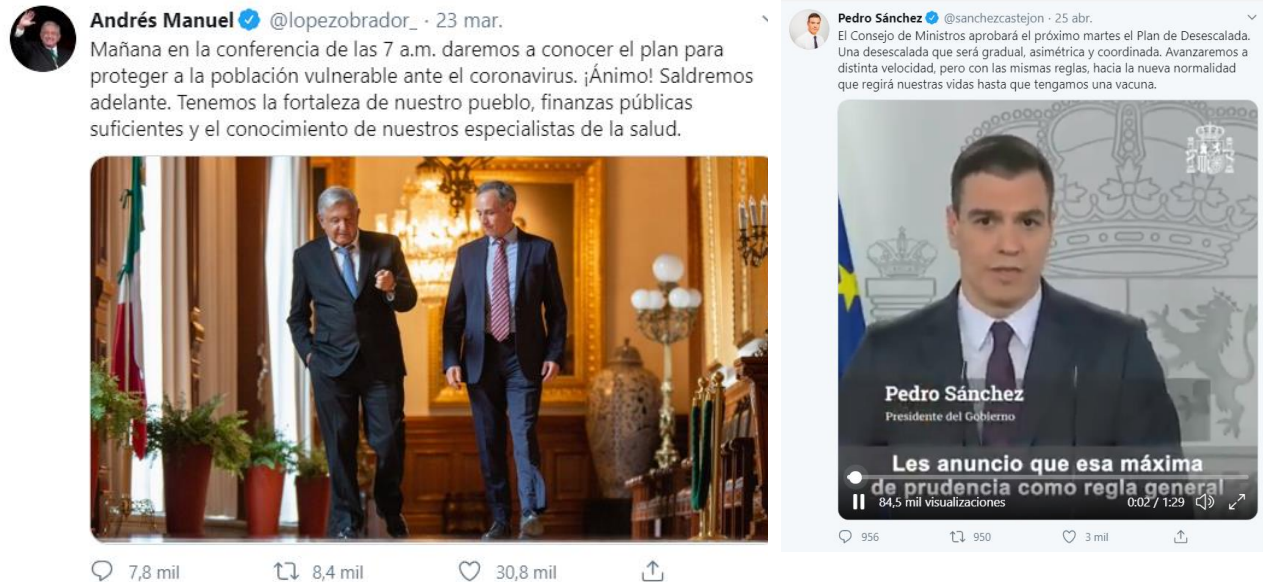 Andrés Manuel @lopezobrador_ · 23 mar.
Mañana en la conferencia de las 7 a.m. daremos a conocer el plan para
proteger a la población vulnerable ante el coronavirus. ¡Ánimo! Saldremos
adelante. Tenemos la fortaleza de nuestro pueblo, finanzas públicas
suficientes y el conocimiento de nuestros especialistas de la salud.
7,8 mil 8,4 mil 30,8 mil
Pedro Sánchez @sanchezcastejon · 25 abr.
El Consejo de Ministros aprobará el próximo martes el Plan de Desescalada.
Una desescalada que será gradual, asimétrica y coordinada. Avanzaremos a
distinta velocidad, pero con las mismas reglas, hacia la nueva normalidad
que regirá nuestras vidas hasta que tengamos una vacuna.
Pedro Sánchez
Presidente del Gobierno
Les anuncio que esa máxima
de prudencia como regla general
84,5 mil visualizaciones 0:02 / 1:29
956 950 3 mil